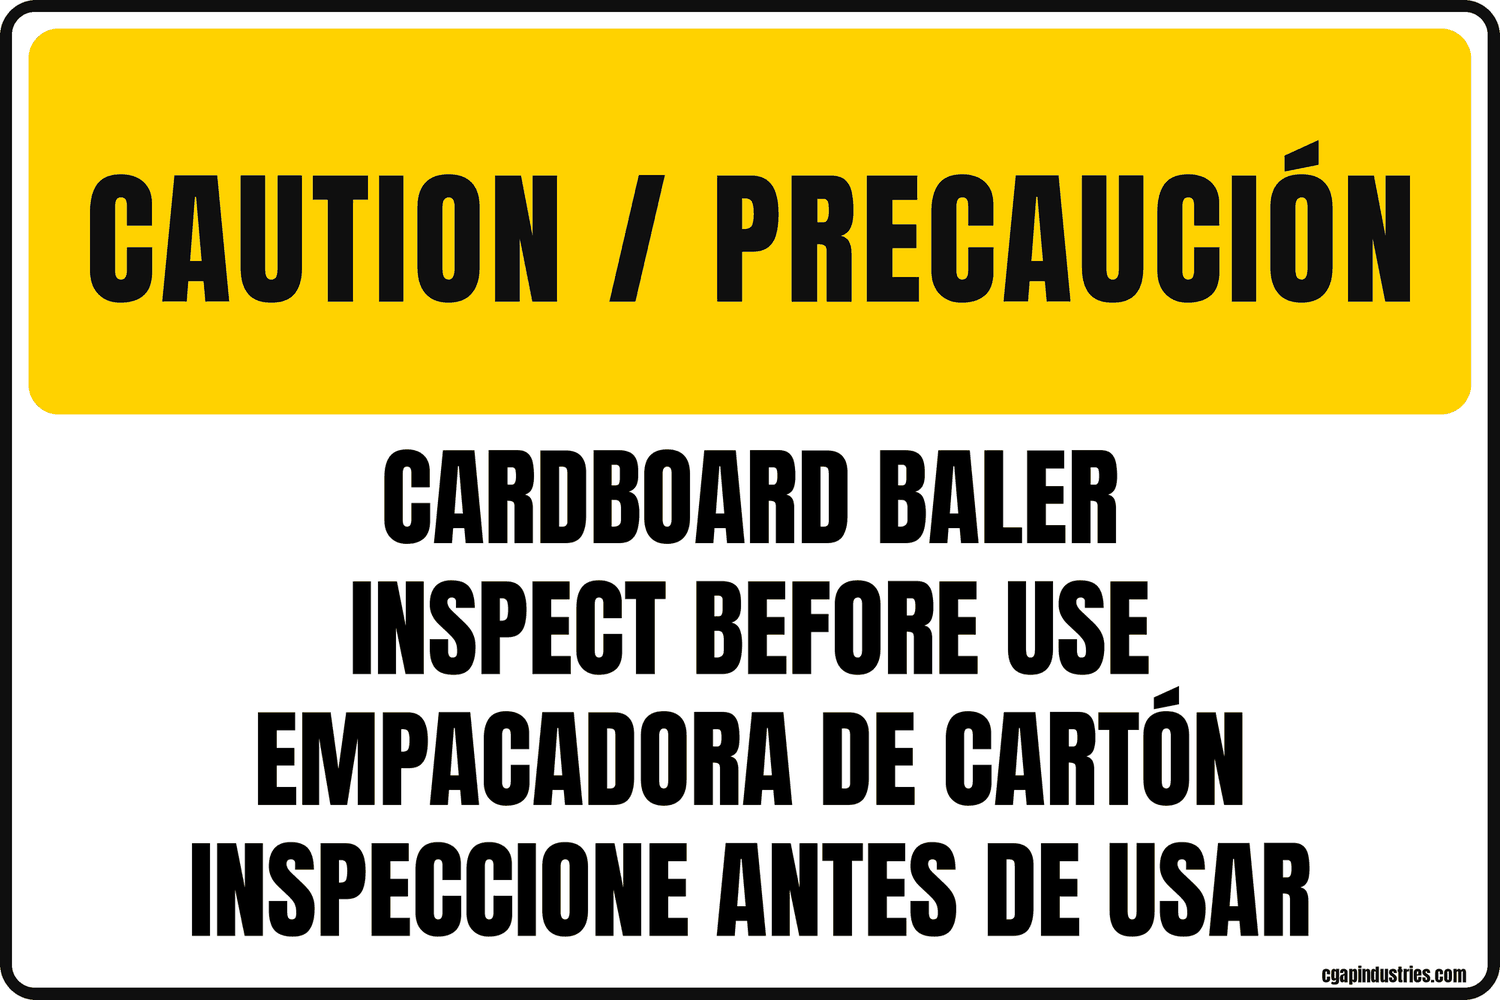 CAUTION / PRECAUCIÓN
CARDBOARD BALER
INSPECT BEFORE USE
EMPACADORA DE CARTÓN
INSPECCIONE ANTES DE USAR
cgapindustries.com